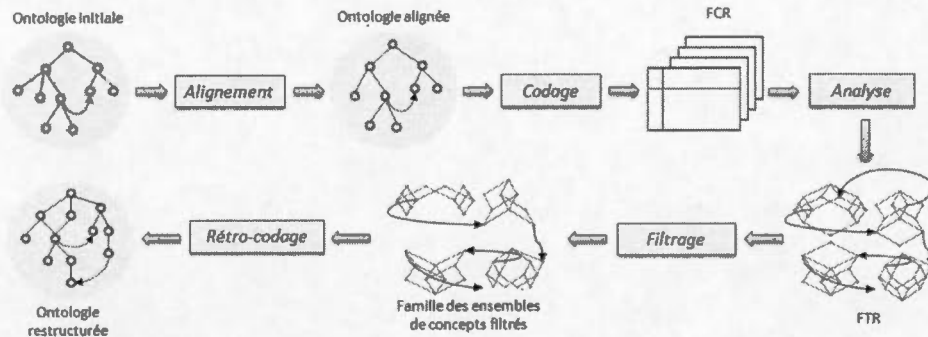 Ontologie initiale
Ontologie alignée
FCR
Alignement
Codage
Analyse
Rétro-codage
Filtrage
Ontologie
restructurée
Famille des ensembles
de concepts filtrés
FTR